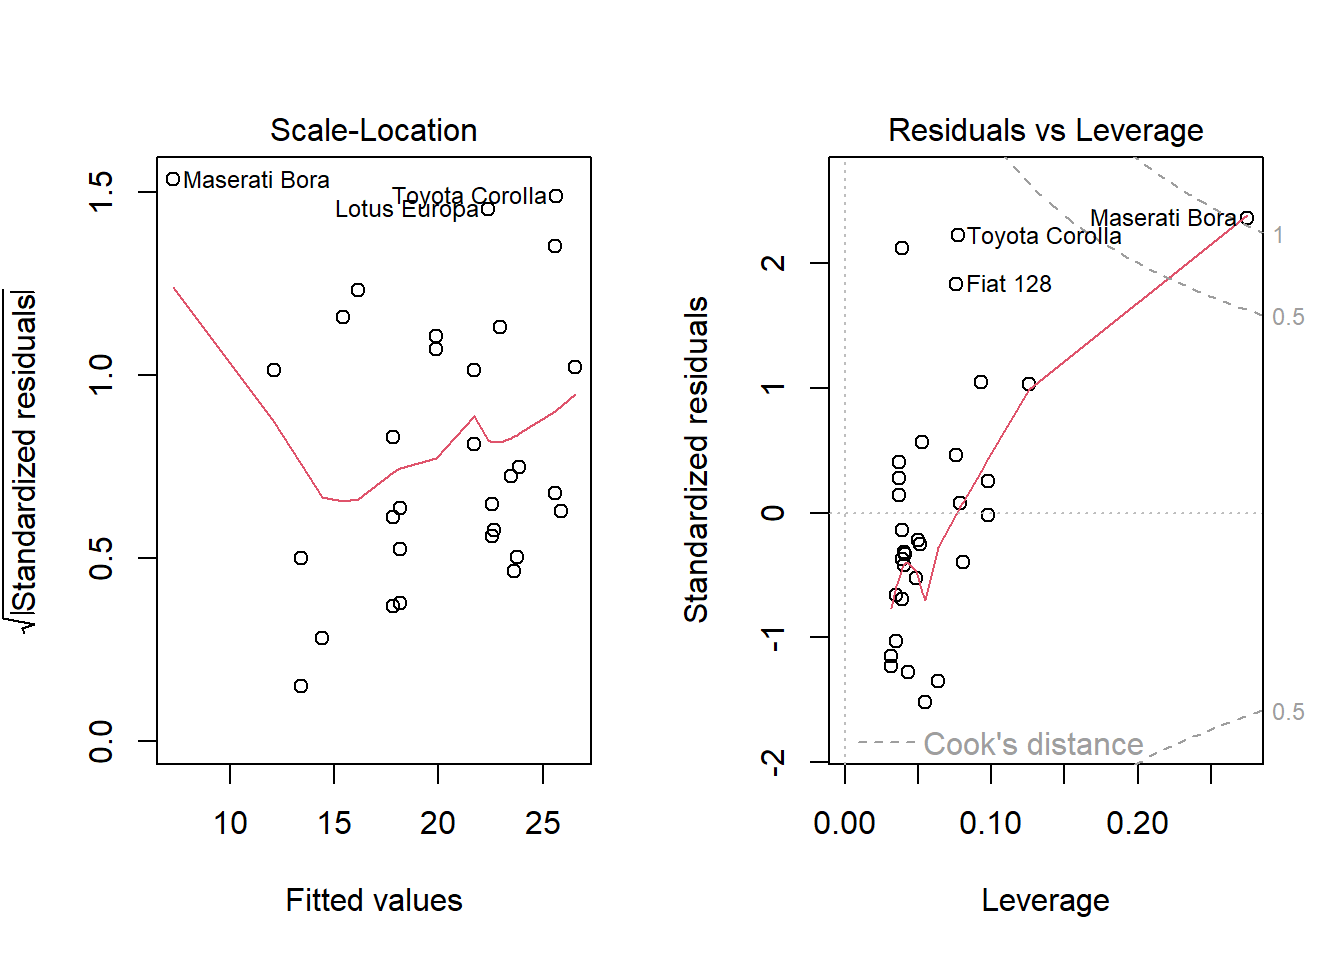 Scale-Location
√|Standardized residuals|
0.0
0.5
1.0
1.5
Maserati Bora
Toyota Corolla
Lotus Europa
10
15
20
25
Fitted values
Residuals vs Leverage
Standardized residuals
-2
-1
0
1
2
Maserati Bora
Toyota Corolla
Fiat 128
1
0.5
0.5
Cook's distance
0.00
0.10
0.20
Leverage